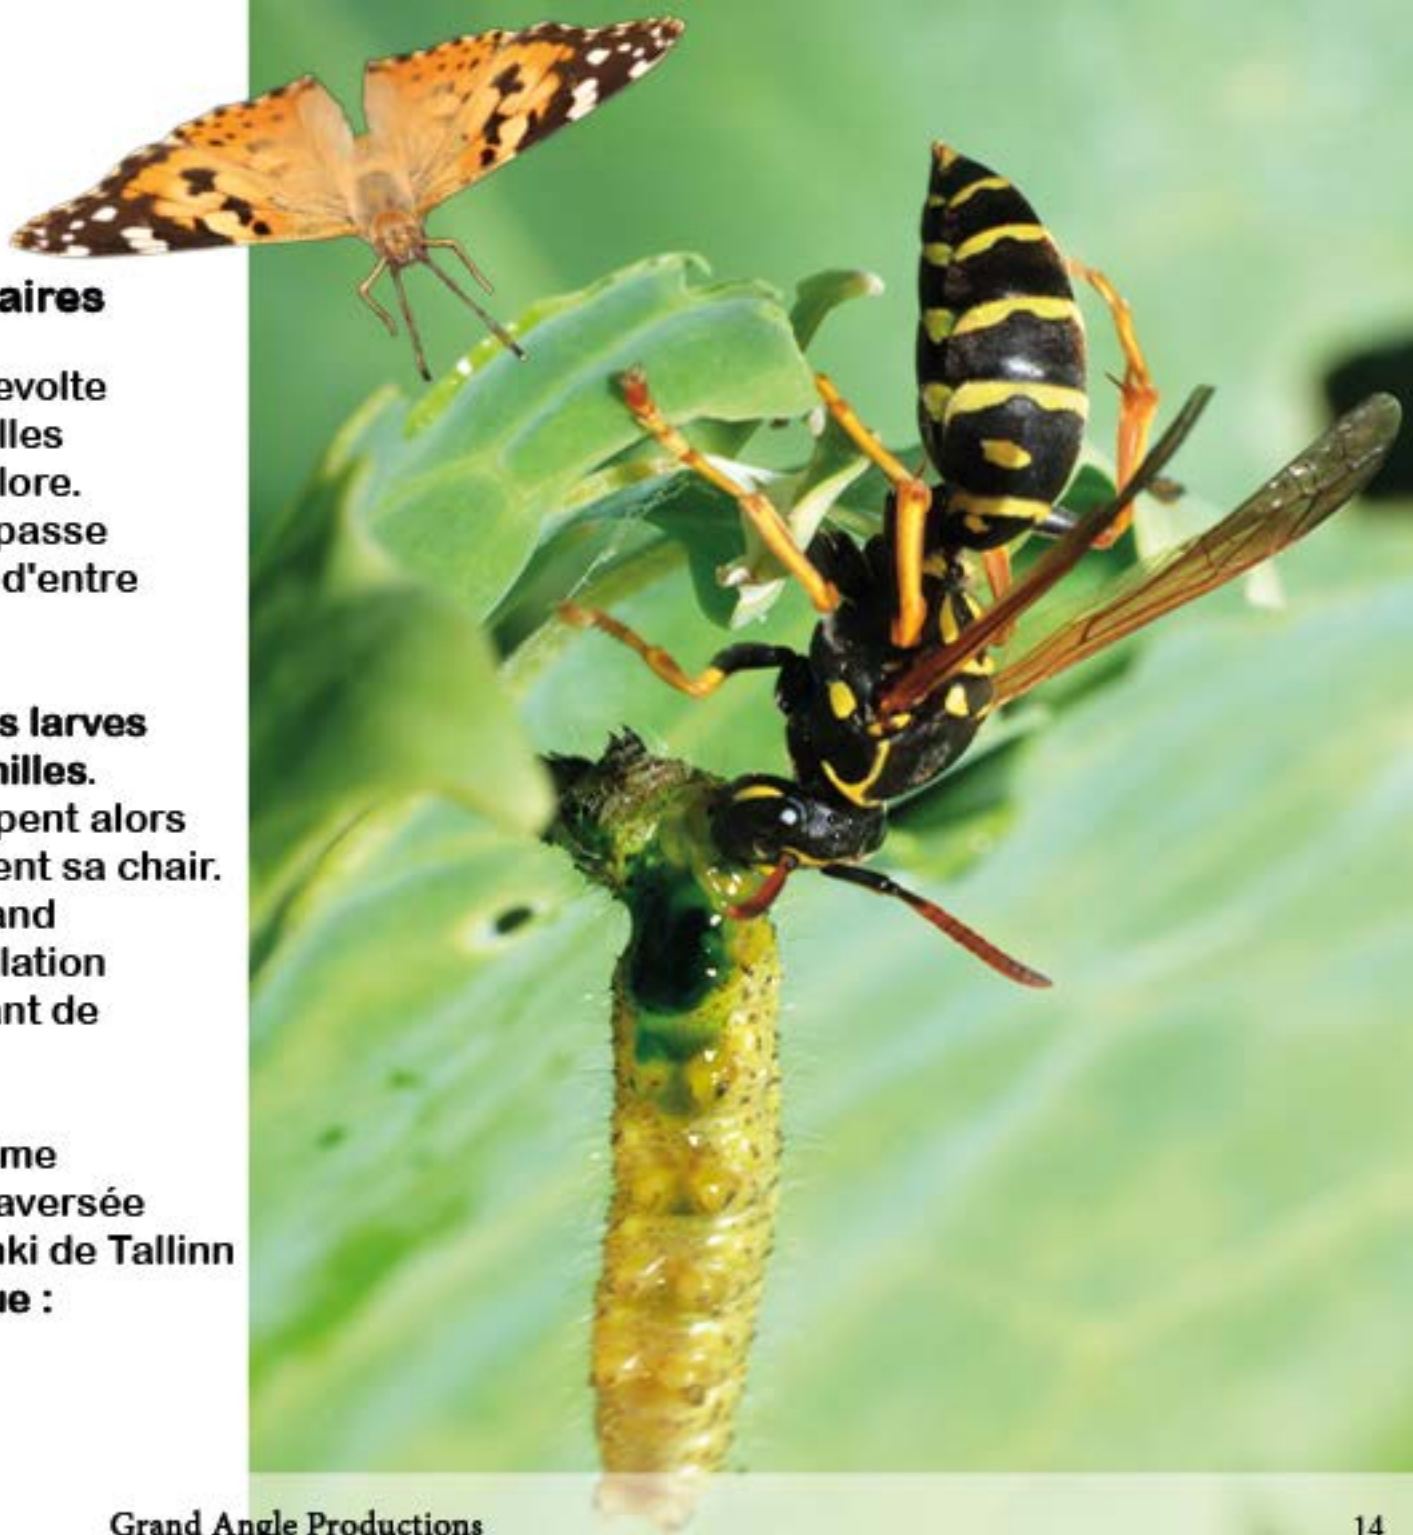 aires
evolte
lles
lore.
passe
d'entre
s larves
nilles.
pent alors
ent sa chair.
and
lation
ant de
me
aversée
nki de Tallinn
ue :
Grand Angle Productions
14